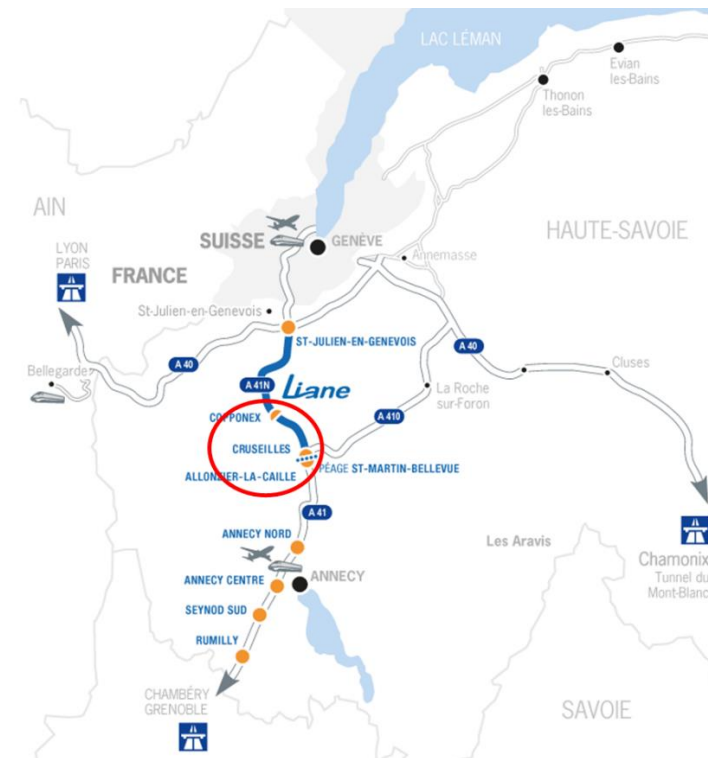 LAC LÉMAN
Evian
les-Bains
Thonon
les-Bains
AIN
HAUTE-SAVOIE
SUISSE
GENÈVE
LYON
PARIS
Annemasse
FRANCE
St-Julien-en-Genevois
ST-JULIEN-EN-GENEVOIS
A 40
A 40
Bellegarde
Cluses
A 41N
Liane
La Roche
sur-Foron
COPPONEX
A 410
CRUSEILLES
PÉAGE ST-MARTIN-BELLEVUE
ALLONZIER-LA-CAILLE
A 41
ANNECY NORD
Les Aravis
Chamonix
Tunnel du
Mont-Blanc
ANNECY CENTRE
ANNECY
SEYNOD SUD
RUMILLY
CHAMBÉRY
GRENOBLE
SAVOIE